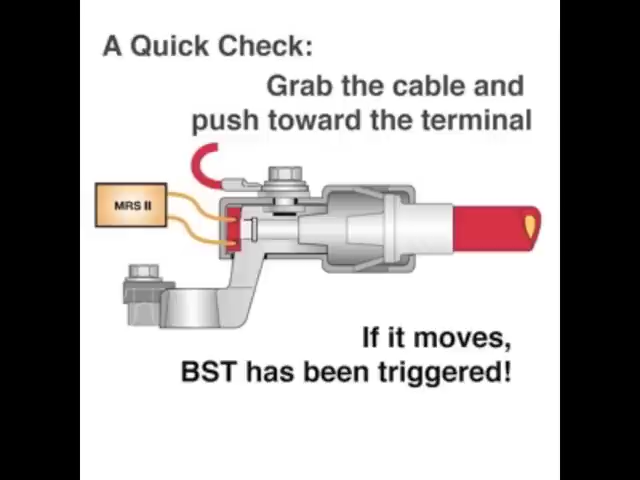 A Quick Check:
Grab the cable and
push toward the terminal
MRS II
If it moves,
BST has been triggered!